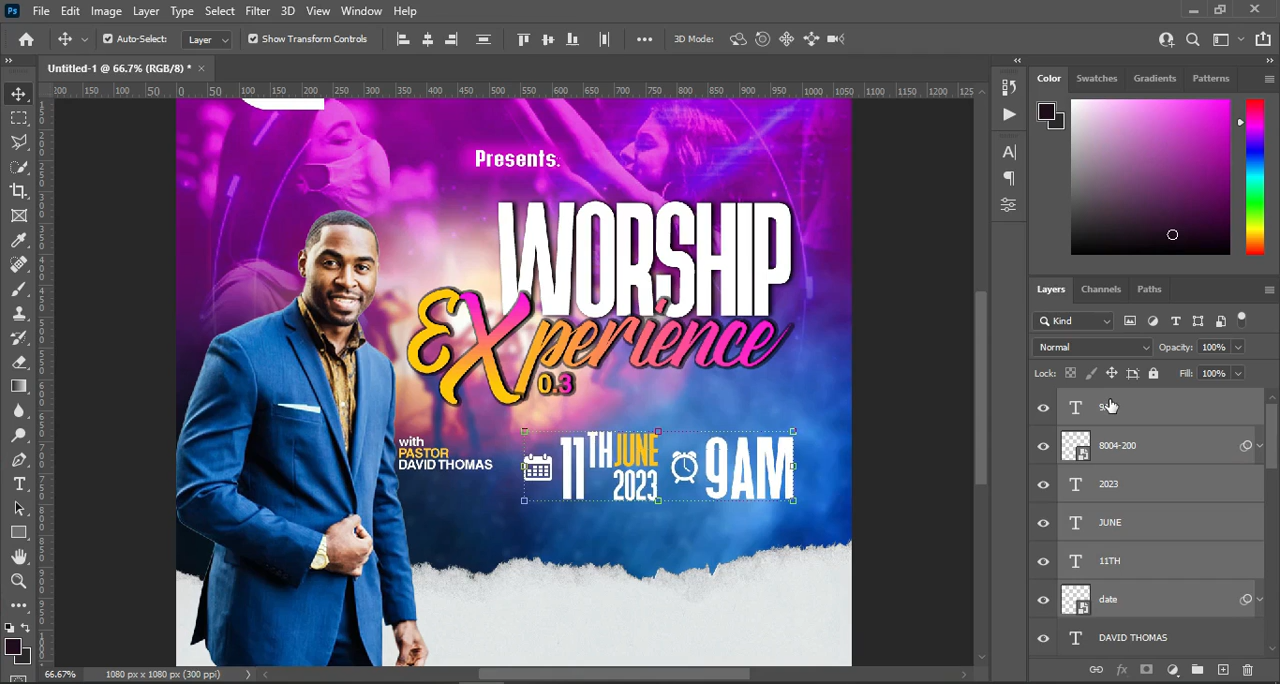 Ps File Edit Image Layer Type Select Filter 3D View Window Help
Auto-Select: Layer Show Transform Controls 3D Mode:
Untitled-1 @ 66.7% (RGB/8) *
Color Swatches Gradients Patterns
Presents.
WORSHIP
EXperience
0.3
with
PASTOR
DAVID THOMAS
11TH JUNE
2023
9AM
Layers Channels Paths
Kind
Normal Opacity: 100%
Lock: Fill: 100%
8004-200
2023
JUNE
11TH
date
DAVID THOMAS
66.67% 1080 px x 1080 px (300 ppi)